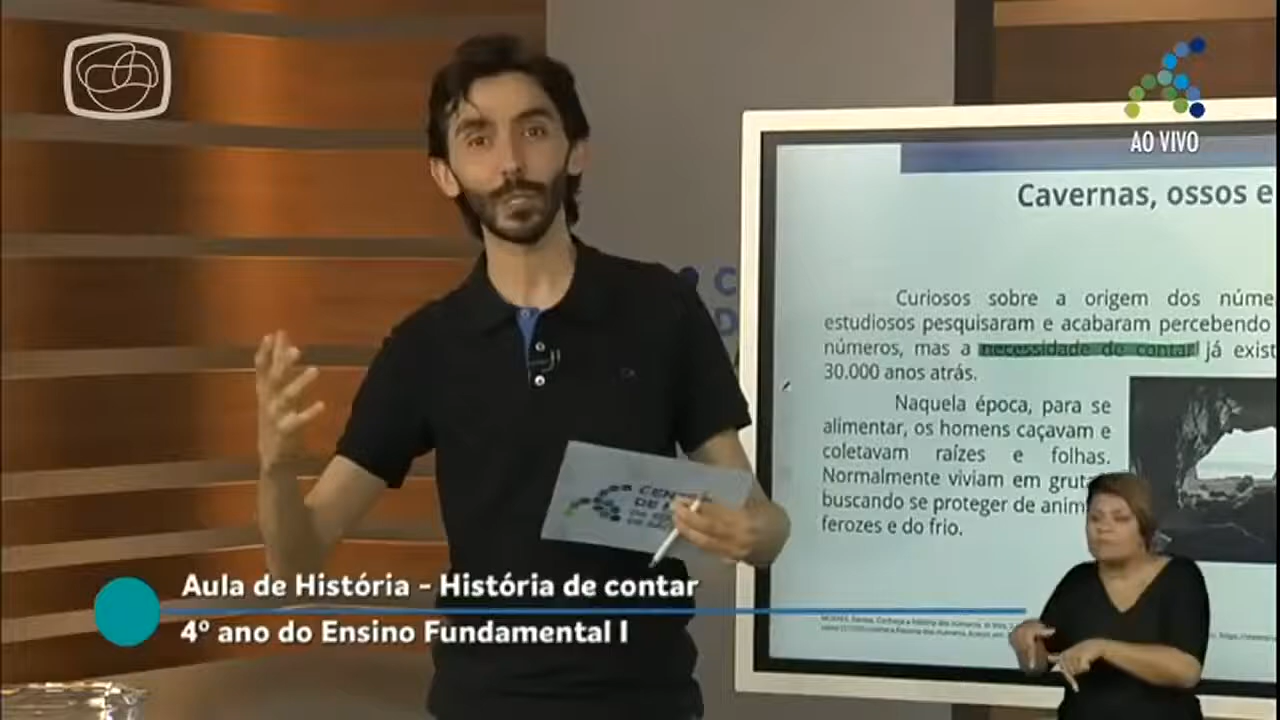 AO VIVO
Cavernas, ossos e
Curiosos sobre a origem dos núme
estudiosos pesquisaram e acabaram percebendo
números, mas a necessidade de contar já exist
30.000 anos atrás.
Naquela época, para se
alimentar, os homens caçavam e
coletavam raízes e folhas.
Normalmente viviam em gruta
buscando se proteger de anim
ferozes e do frio.
Aula de História - História de contar
4º ano do Ensino Fundamental I